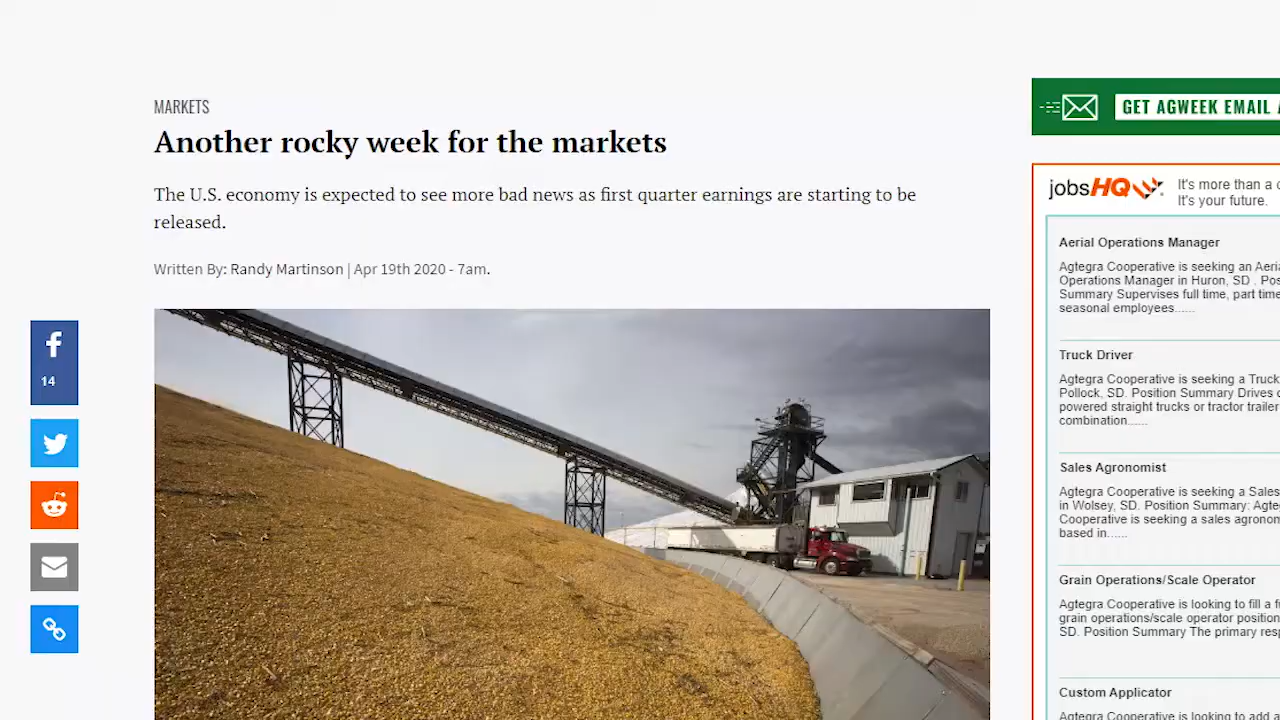 MARKETS
Another rocky week for the markets
The U.S. economy is expected to see more bad news as first quarter earnings are starting to be
released.
Written By: Randy Martinson | Apr 19th 2020 - 7am.
14
GET AGWEEK EMAIL
jobsHQ
It's more than a
It's your future.
Aerial Operations Manager
Agtegra Cooperative is seeking an
Operations Manager in Huron, SD .
Summary Supervises full time, part time
seasonal employees......
Truck Driver
Agtegra Cooperative is seeking a Truck
Pollock, SD. Position Summary Drives
powered straight trucks or tractor trailer
combination......
Sales Agronomist
Agtegra Cooperative is seeking a Sales
in Wolsey, SD. Position Summary:
Cooperative is seeking a sales
based in......
Grain Operations/Scale Operator
Agtegra Cooperative is looking to fill a
grain operations/scale operator position
SD. Position Summary The primary
Custom Applicator
Agtegra Cooperative is looking to add a